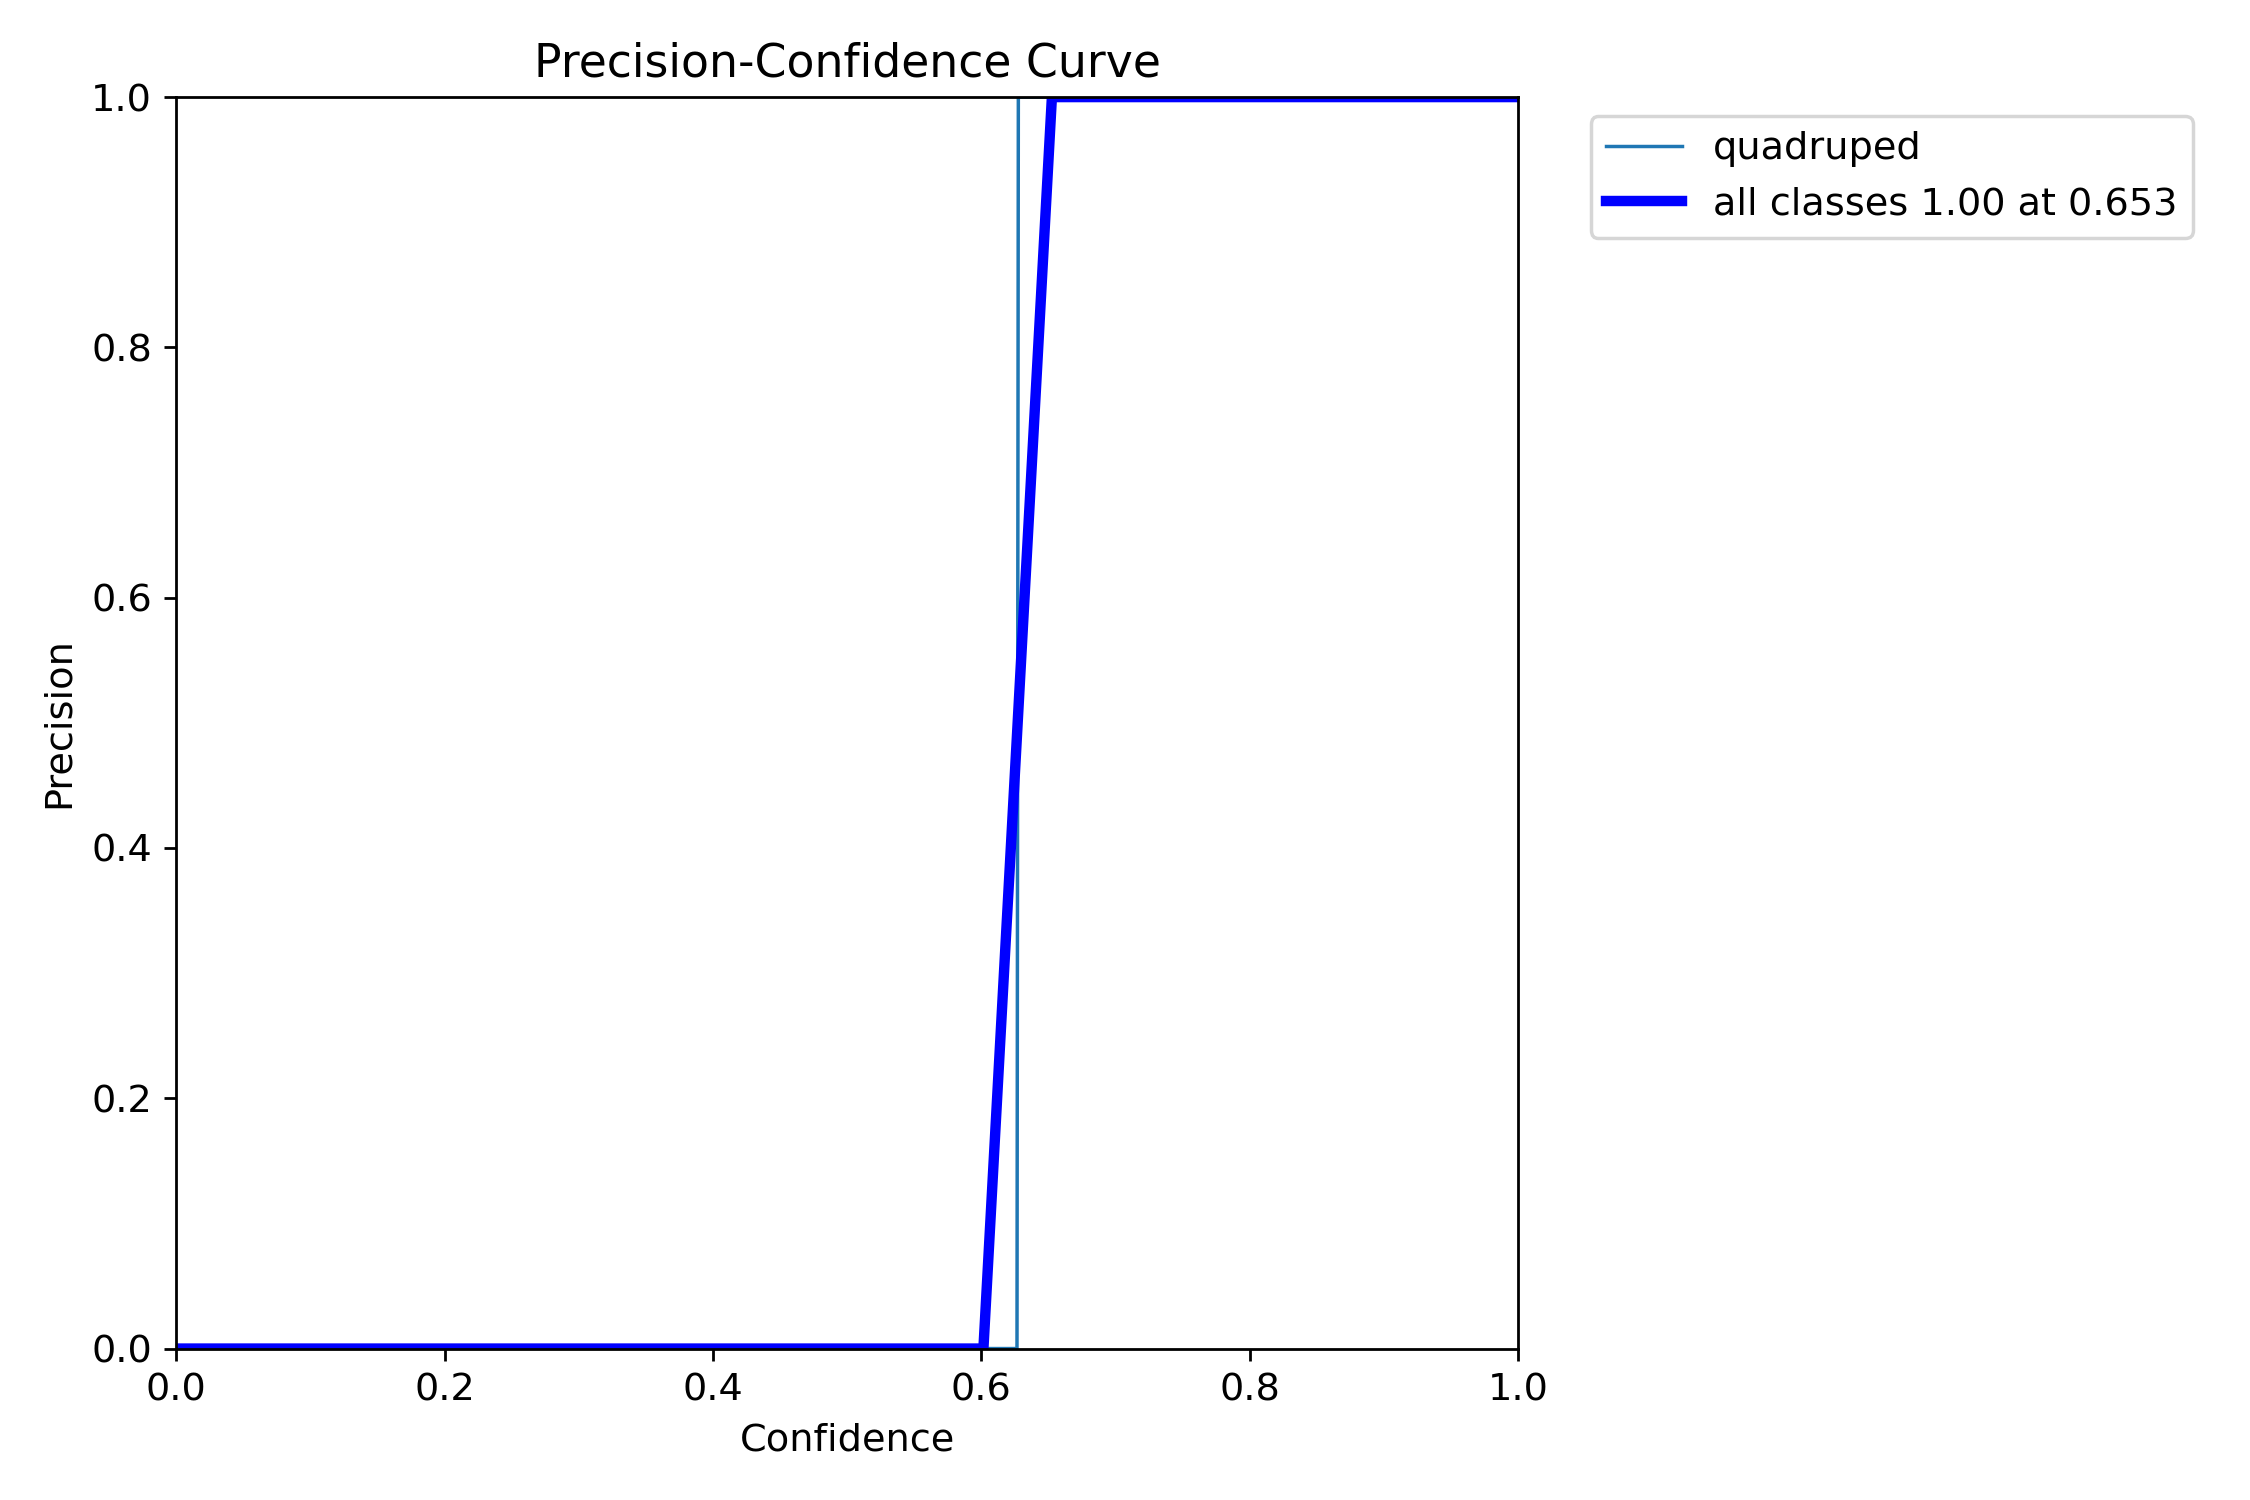 Precision-Confidence Curve
1.0
0.8
0.6
0.4
0.2
0.0
Precision
0.0 0.2 0.4 0.6 0.8 1.0
Confidence
quadruped
all classes 1.00 at 0.653